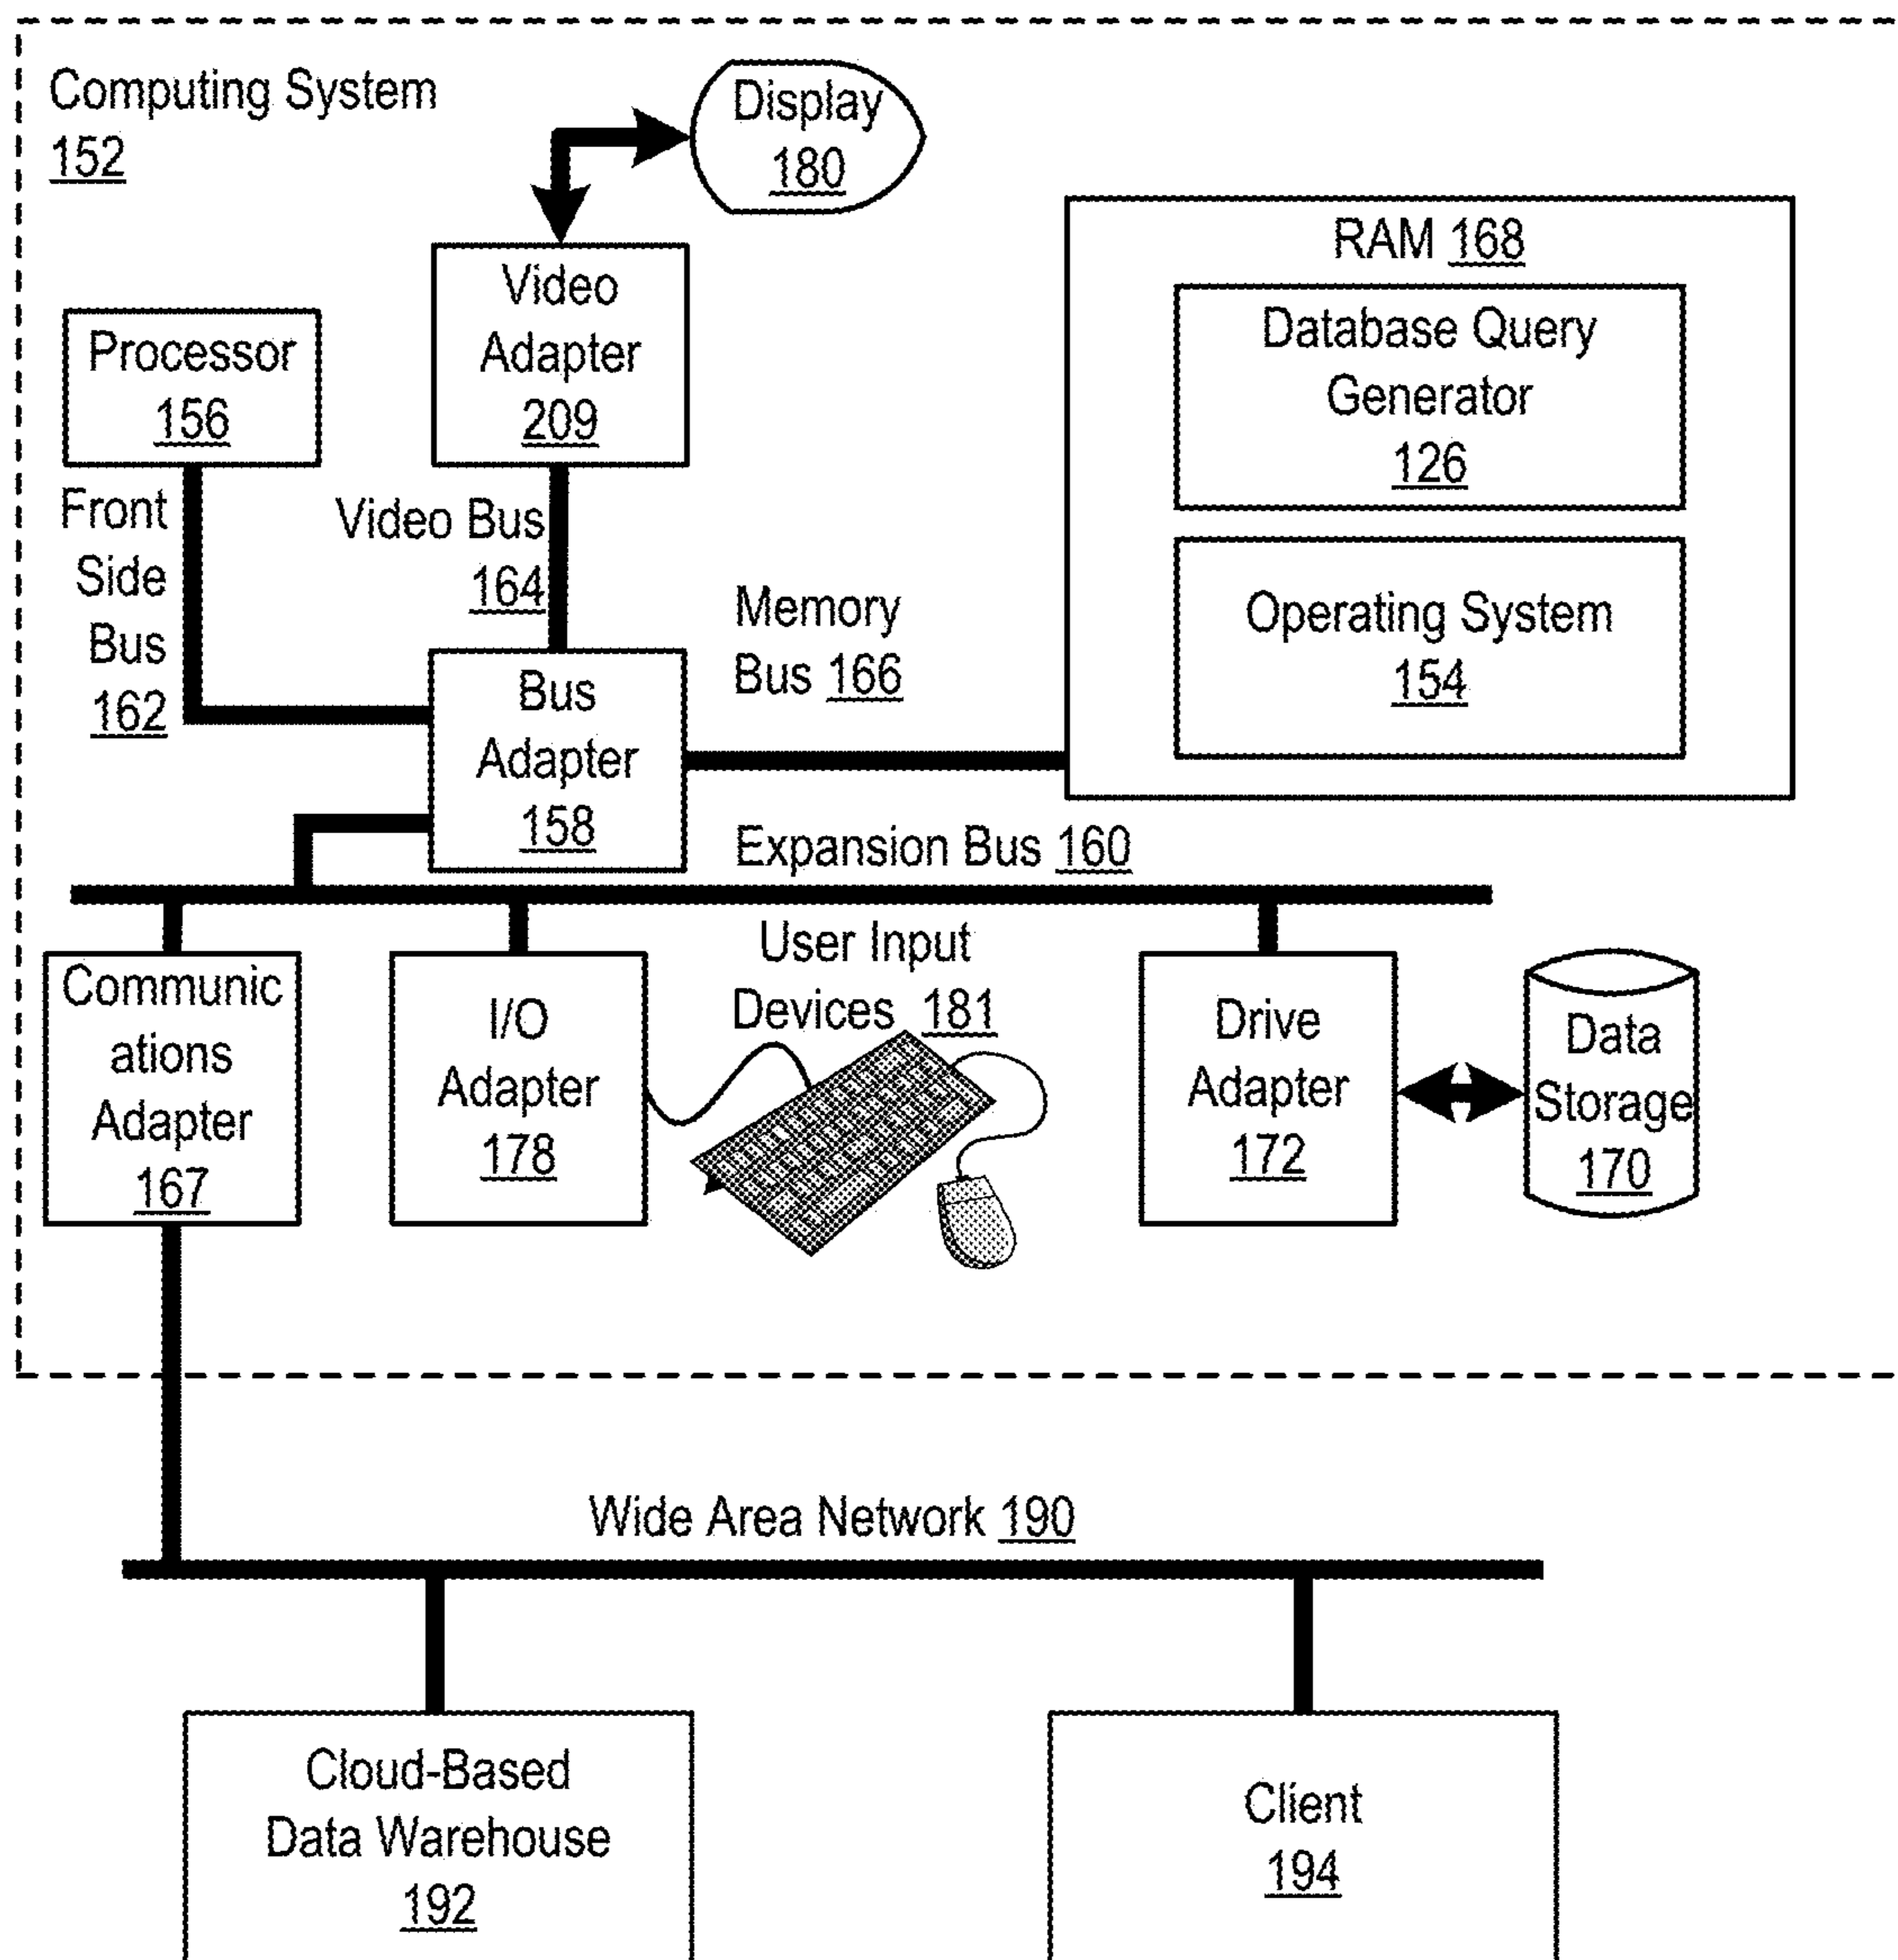 Computing System
152
Display
180
RAM 168
Video
Adapter
209
Processor
156
Database Query
Generator
126
Front
Side
Bus
162
Video Bus
164
Operating System
154
Memory
Bus 166
Bus
Adapter
158
Expansion Bus 160
Communic
ations
Adapter
167
I/O
Adapter
178
User Input
Devices 181
Drive
Adapter
172
Data
Storage
170
Wide Area Network 190
Cloud-Based
Data Warehouse
192
Client
194